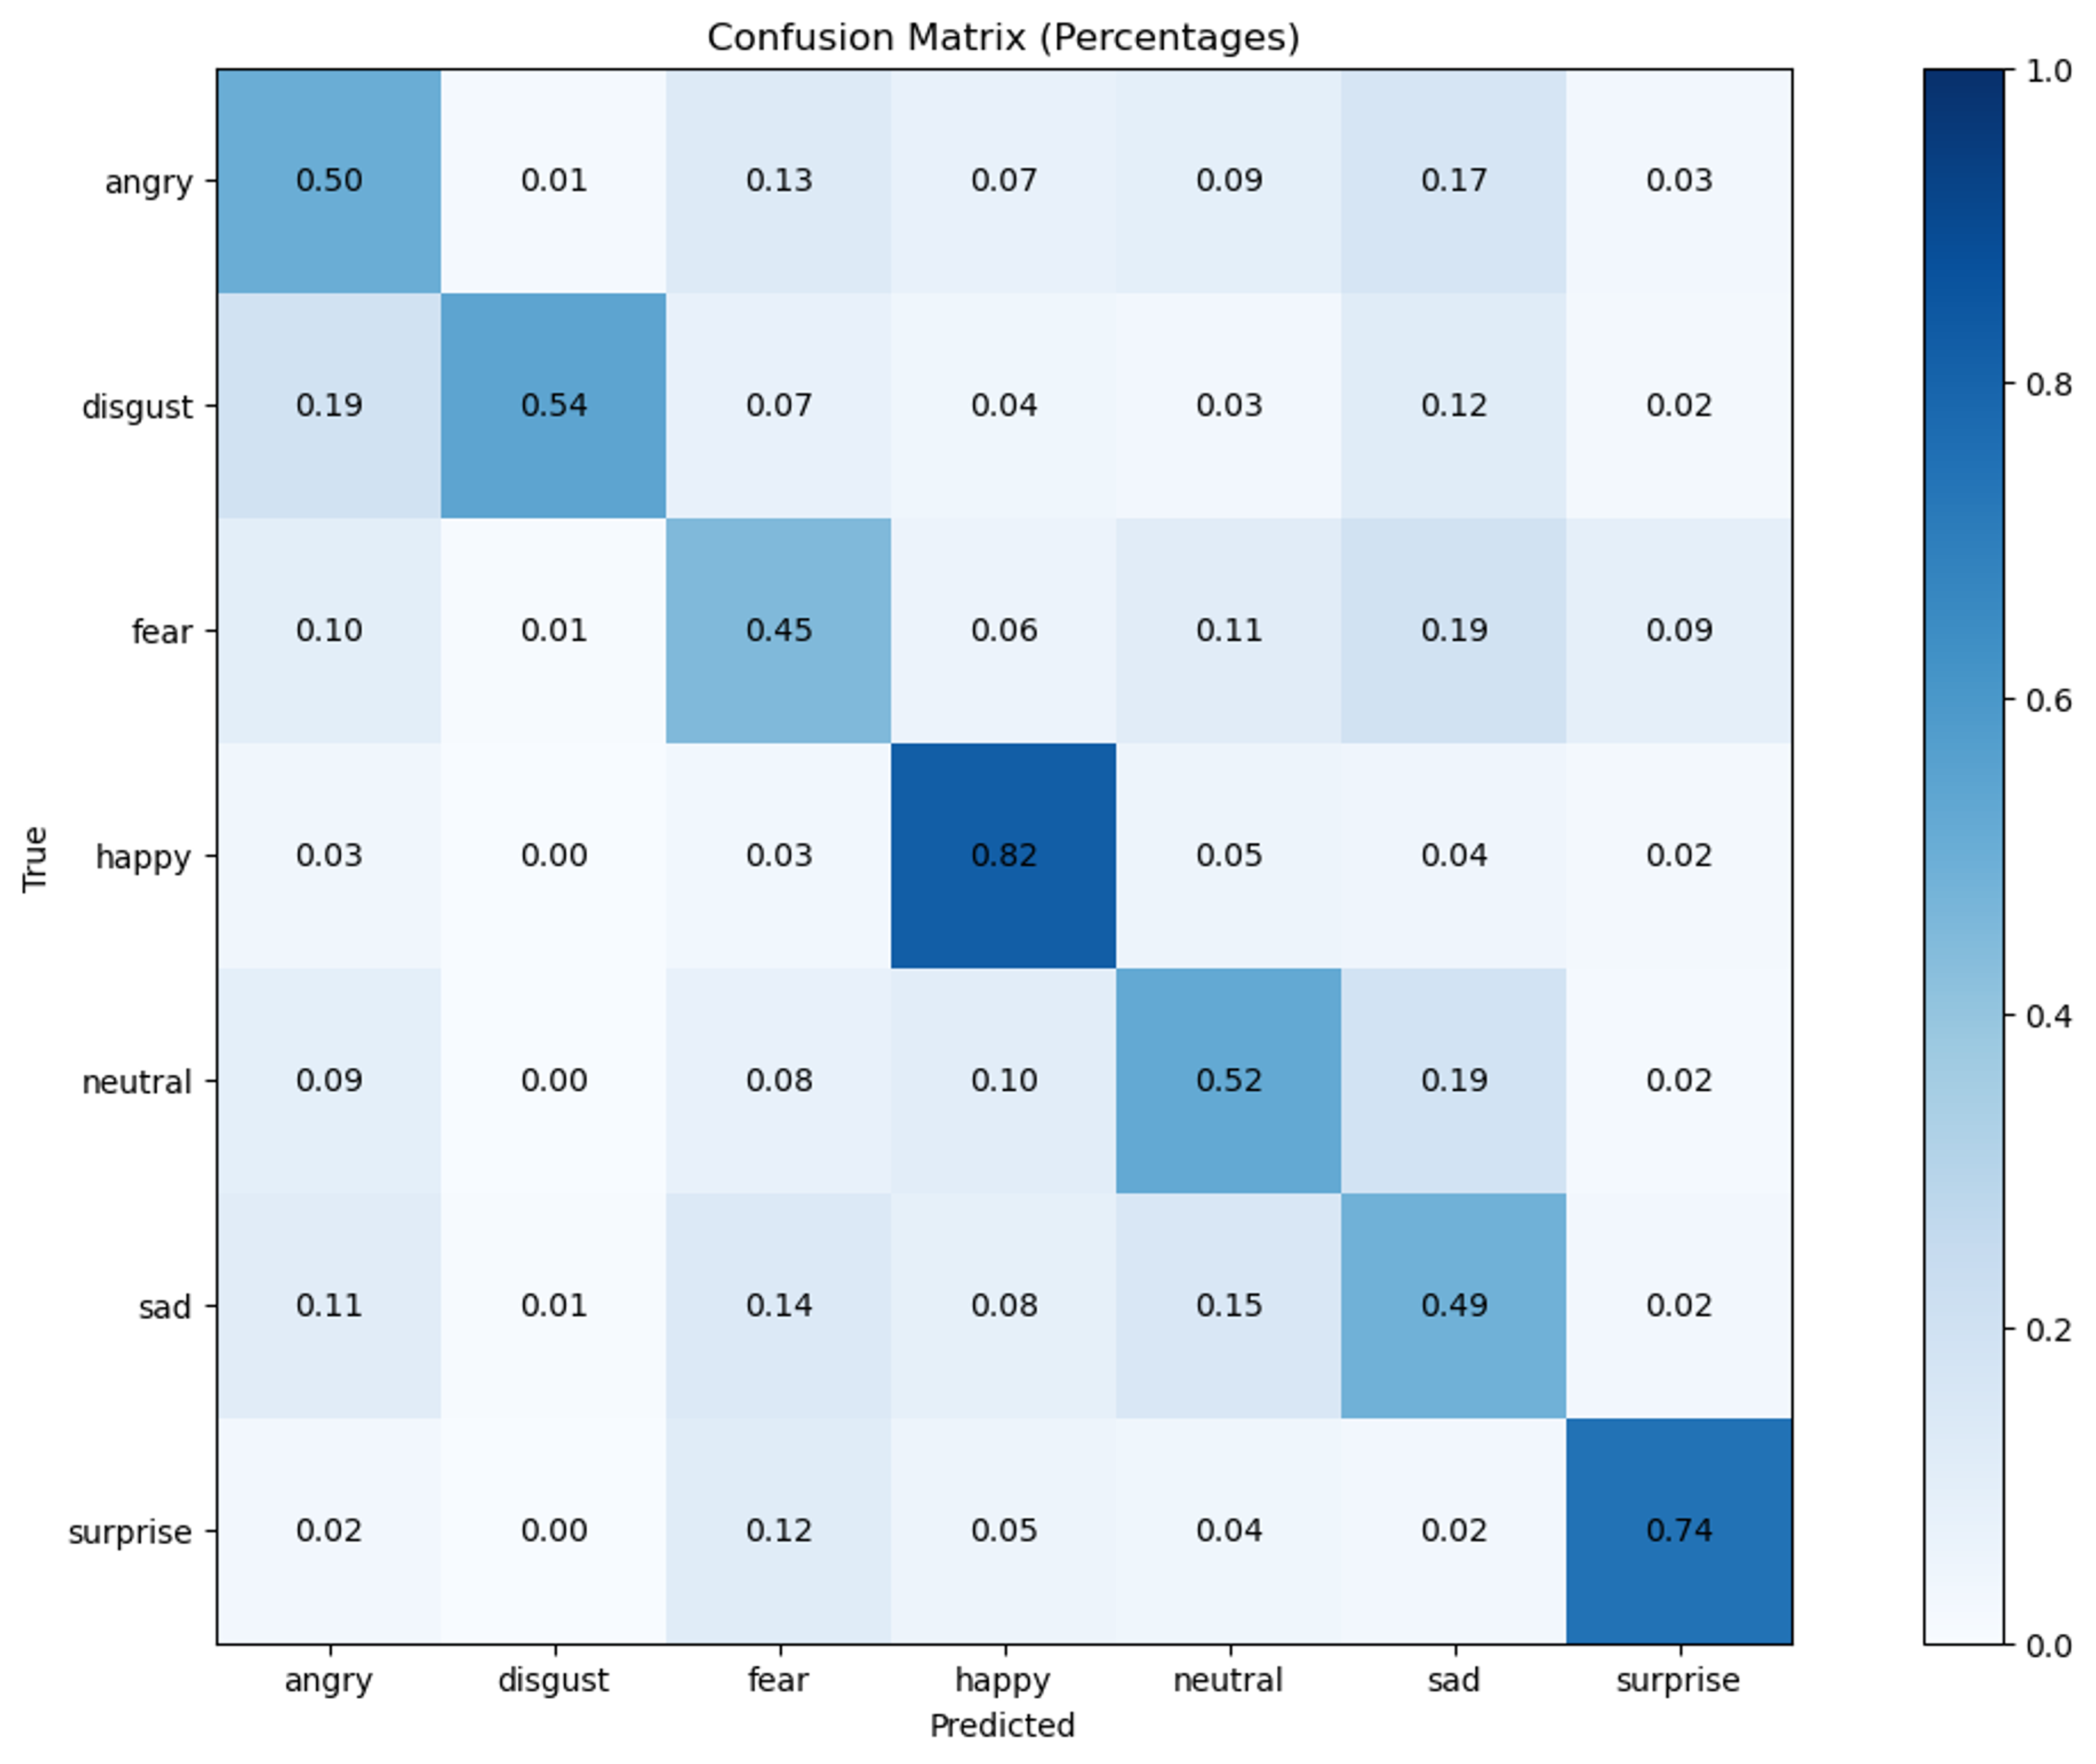 Confusion Matrix (Percentages)
angry 0.50 0.01 0.13 0.07 0.09 0.17 0.03
disgust 0.19 0.54 0.07 0.04 0.03 0.12 0.02
fear 0.10 0.01 0.45 0.06 0.11 0.19 0.09
happy 0.03 0.00 0.03 0.82 0.05 0.04 0.02
neutral 0.09 0.00 0.08 0.10 0.52 0.19 0.02
sad 0.11 0.01 0.14 0.08 0.15 0.49 0.02
surprise 0.02 0.00 0.12 0.05 0.04 0.02 0.74
angry disgust fear happy neutral sad surprise
Predicted
True
1.0
0.8
0.6
0.4
0.2
0.0